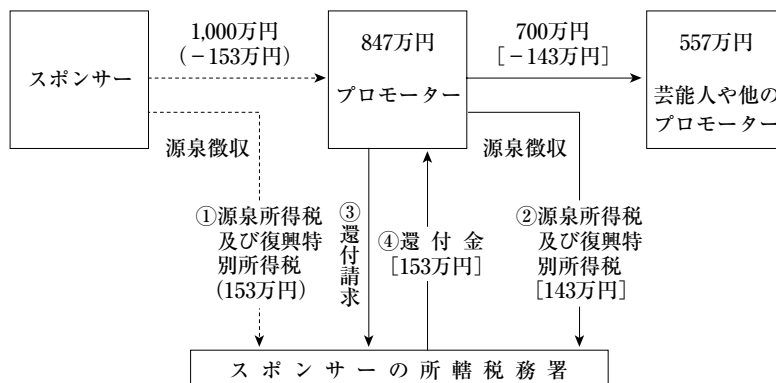 1,000万円
(－153万円)
スポンサー
847万円
プロモーター
700万円
[－143万円]
557万円
芸能人や他の
プロモーター
源泉徴収
源泉徴収
①源泉所得税
及び復興特
別所得税
(153万円)
③還付請求
④還付金
[153万円]
②源泉所得税
及び復興特
別所得税
[143万円]
スポンサーの所轄税務署